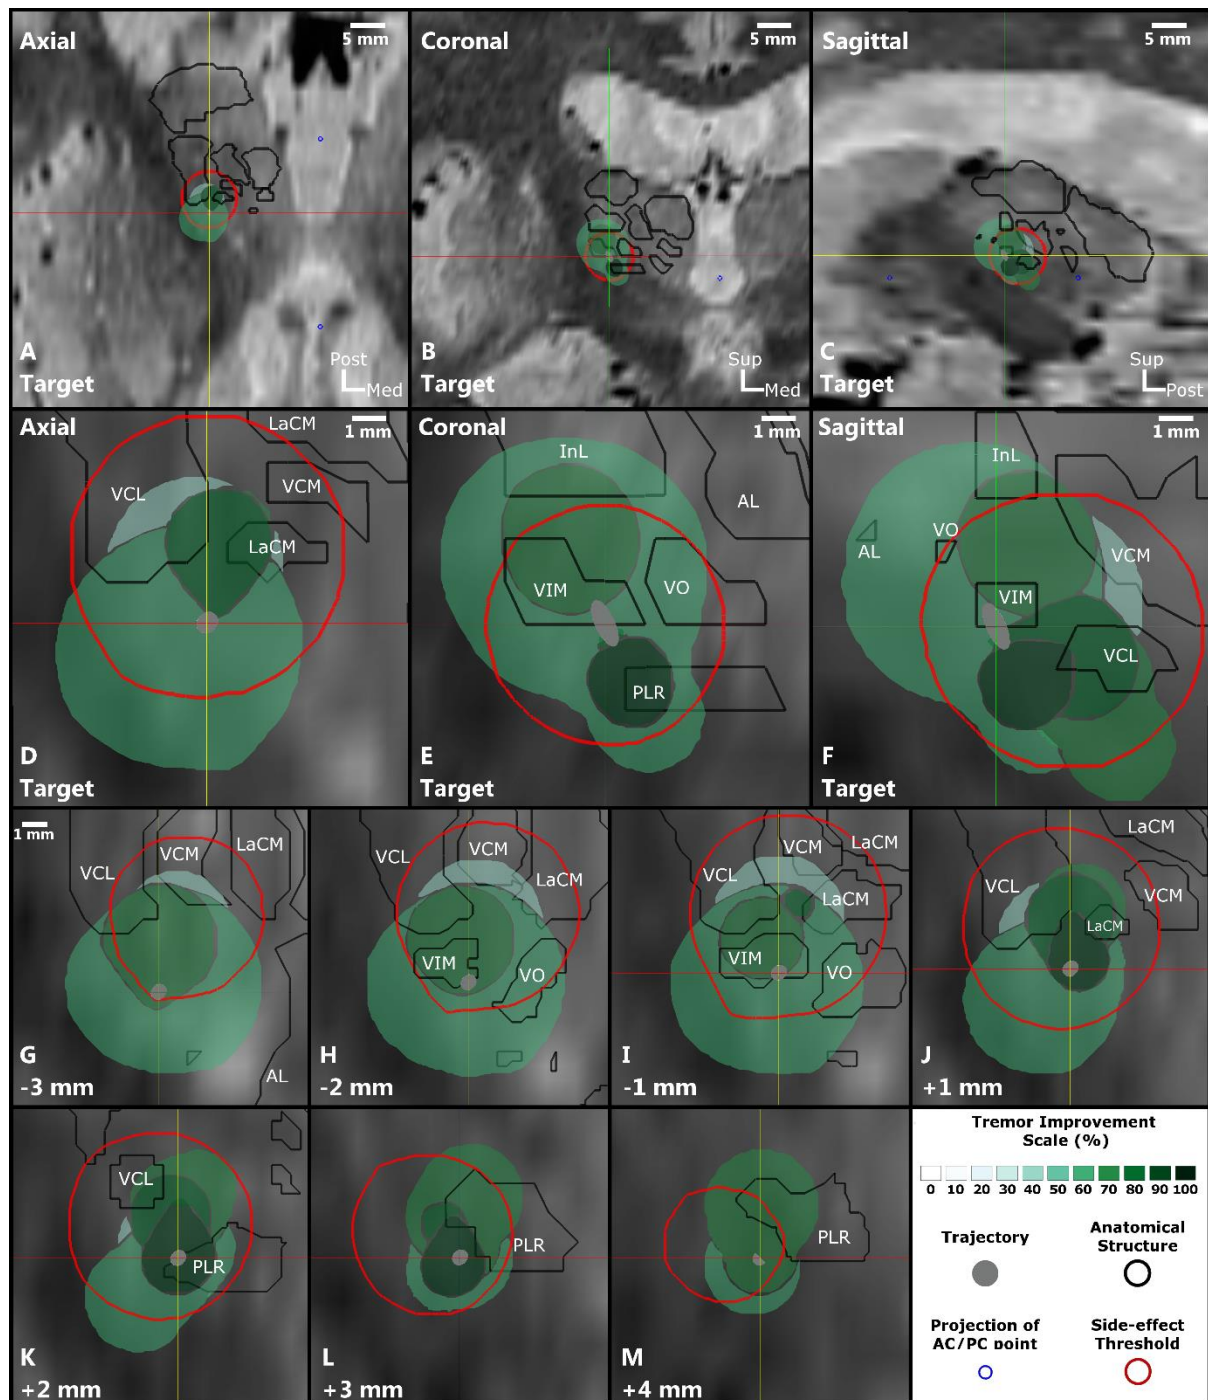 Axial
5 mm
A
Target
Post
Med
Coronal
5 mm
B
Target
Sup
Med
Sagittal
5 mm
C
Target
Sup
Post
Axial
1 mm
LaCM
VCL
VCM
LaCM
D
Target
Coronal
1 mm
InL
AL
VIM
VO
PLR
E
Target
Sagittal
1 mm
InL
VO
AL
VCM
VIM
VCL
F
Target
1 mm
VCL
VCM
LaCM
G
-3 mm
AL
VCL
VCM
LaCM
VIM
VO
H
-2 mm
LaCM
VCM
VCL
LaCM
VIM
VO
I
-1 mm
LaCM
VCL
VCM
LaCM
J
+1 mm
VCL
PLR
K
+2 mm
PLR
L
+3 mm
PLR
M
+4 mm
Tremor Improvement
Scale (%)
0 10 20 30 40 50 60 70 80 90 100
Trajectory
Anatomical
Structure
Projection of
AC/PC point
Side-effect
Threshold